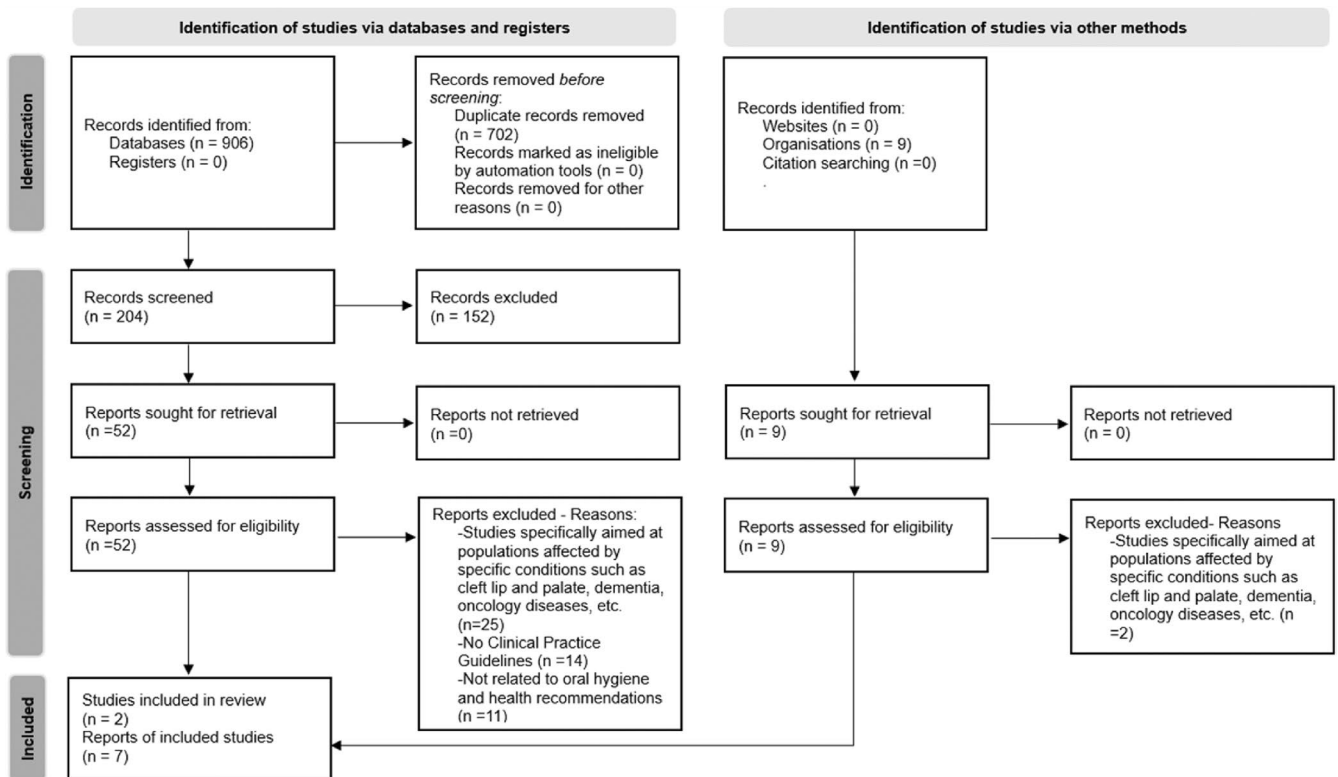 Identification of studies via databases and registers
Identification of studies via other methods
Identification
Records identified from:
Databases (n = 906)
Registers (n = 0)
Records removed before
screening:
Duplicate records removed
(n = 702)
Records marked as ineligible
by automation tools (n = 0)
Records removed for other
reasons (n = 0)
Records identified from:
Websites (n = 0)
Organisations (n = 9)
Citation searching (n =0)
.
Screening
Records screened
(n = 204)
Records excluded
(n = 152)
Reports sought for retrieval
(n =52)
Reports not retrieved
(n =0)
Reports sought for retrieval
(n = 9)
Reports not retrieved
(n = 0)
Reports assessed for eligibility
(n =52)
Reports excluded - Reasons:
-Studies specifically aimed at
populations affected by
specific conditions such as
cleft lip and palate, dementia,
oncology diseases, etc.
(n=25)
-No Clinical Practice
Guidelines (n =14)
-Not related to oral hygiene
and health recommendations
(n =11)
Reports assessed for eligibility
(n = 9)
Reports excluded- Reasons
-Studies specifically aimed at
populations affected by
specific conditions such as
cleft lip and palate, dementia,
oncology diseases, etc. (n
=2)
Included
Studies included in review
(n = 2)
Reports of included studies
(n = 7)